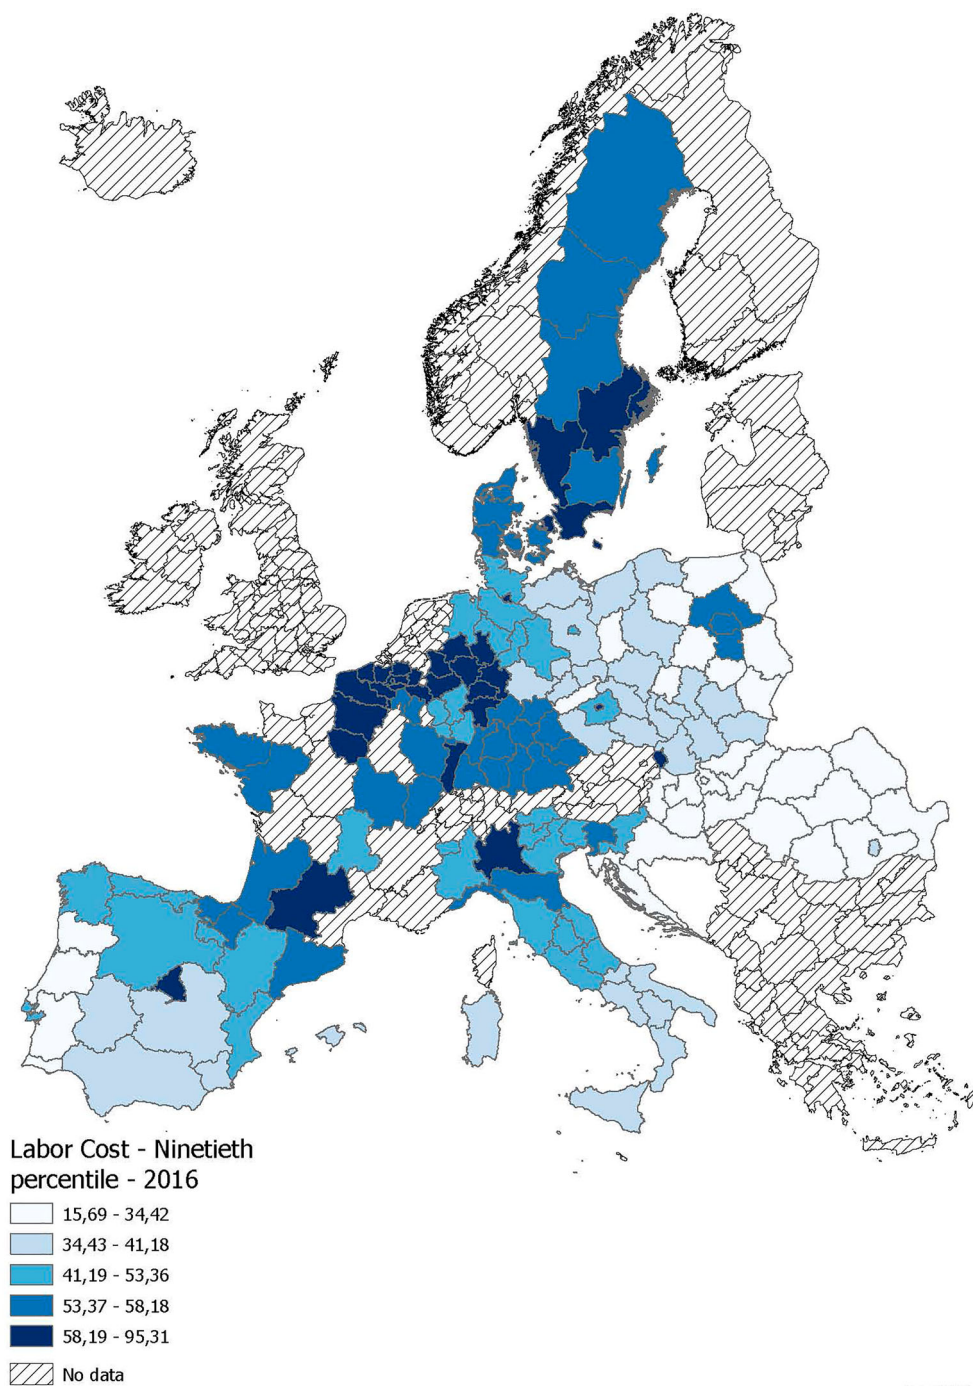 Labor Cost - Ninetieth
percentile - 2016
15,69 - 34,42
34,43 - 41,18
41,19 - 53,36
53,37 - 58,18
58,19 - 95,31
No data